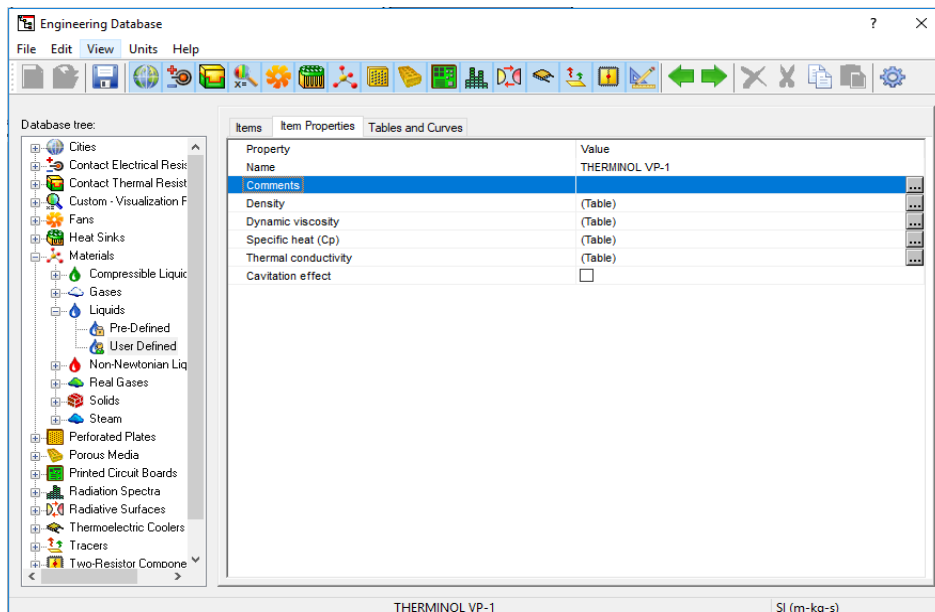 Engineering Database
?
File Edit View Units Help
Database tree:
Cities
Contact Electrical Resis
Contact Thermal Resist
Custom - Visualization F
Fans
Heat Sinks
Materials
Compressible Liquic
Gases
Liquids
Pre-Defined
User Defined
Non-Newtonian Liq
Real Gases
Solids
Steam
Perforated Plates
Porous Media
Printed Circuit Boards
Radiation Spectra
Radiative Surfaces
Thermoelectric Coolers
Tracers
Two-Resistor Compone
Items Item Properties Tables and Curves
Property Value
Name THERMINOL VP-1
Comments ...
Density (Table) ...
Dynamic viscosity (Table) ...
Specific heat (Cp) (Table) ...
Thermal conductivity (Table) ...
Cavitation effect
THERMINOL VP-1 SI (m-kg-s)